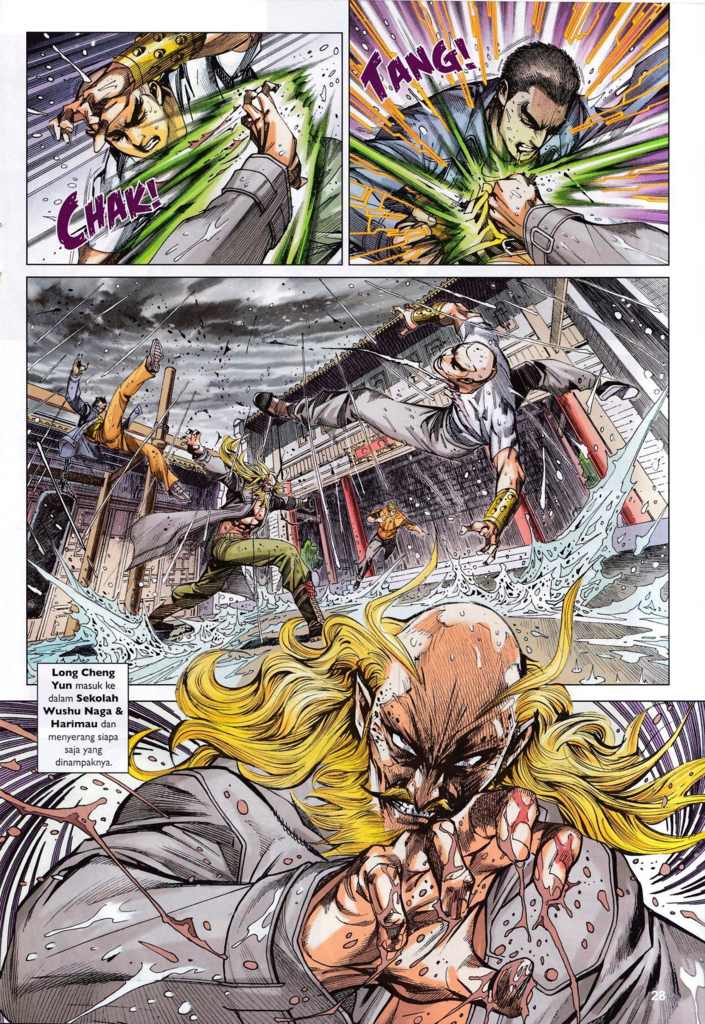 CHAK!
TANG!
Long Cheng
Yun masuk ke
dalam Sekolah
Wushu Naga &
Harimau dan
menyerang siapa
saja yang
dinampaknya.
28